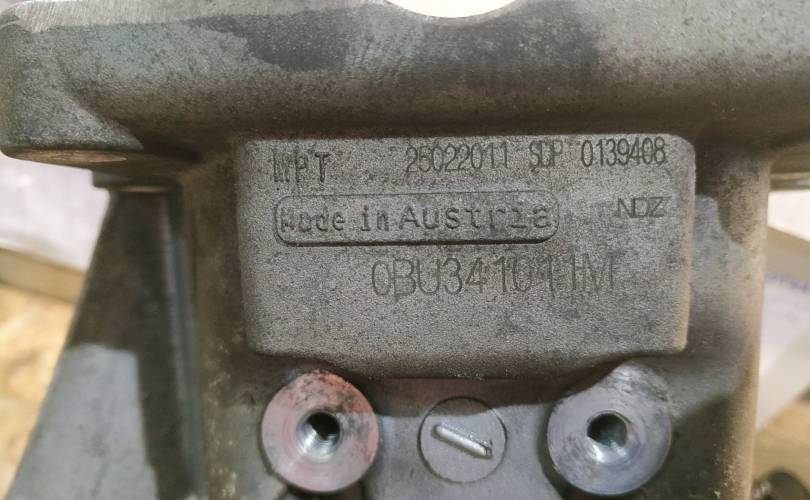 MPT 25022011 SDP 0139408
Made in Austria NDZ
0BU341011M